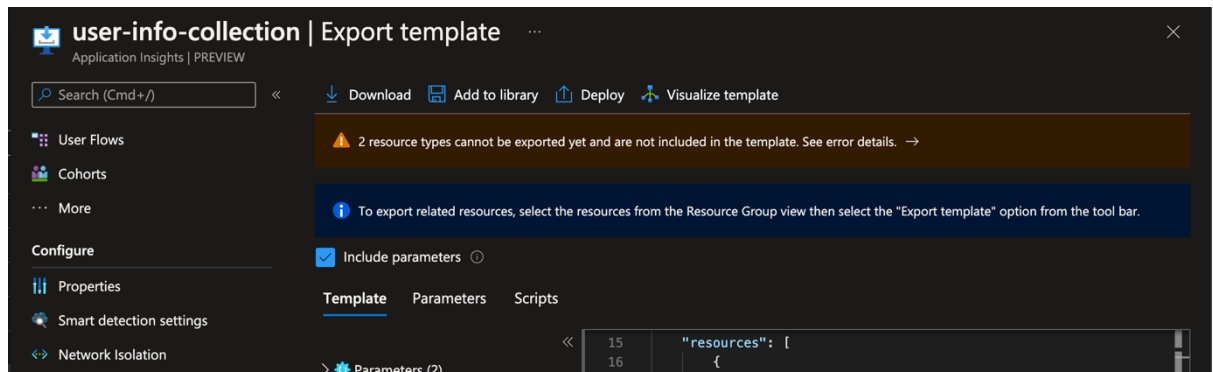 user-info-collection | Export template ...
Application Insights | PREVIEW
Search (Cmd+/)
«
Download
Add to library
Deploy
Visualize template
User Flows
Cohorts
... More
Configure
Properties
Smart detection settings
Network Isolation
2 resource types cannot be exported yet and are not included in the template. See error details. →
To export related resources, select the resources from the Resource Group view then select the "Export template" option from the tool bar.
Include parameters
Template
Parameters
Scripts
«
Parameters (2)
15 "resources": [
16 {